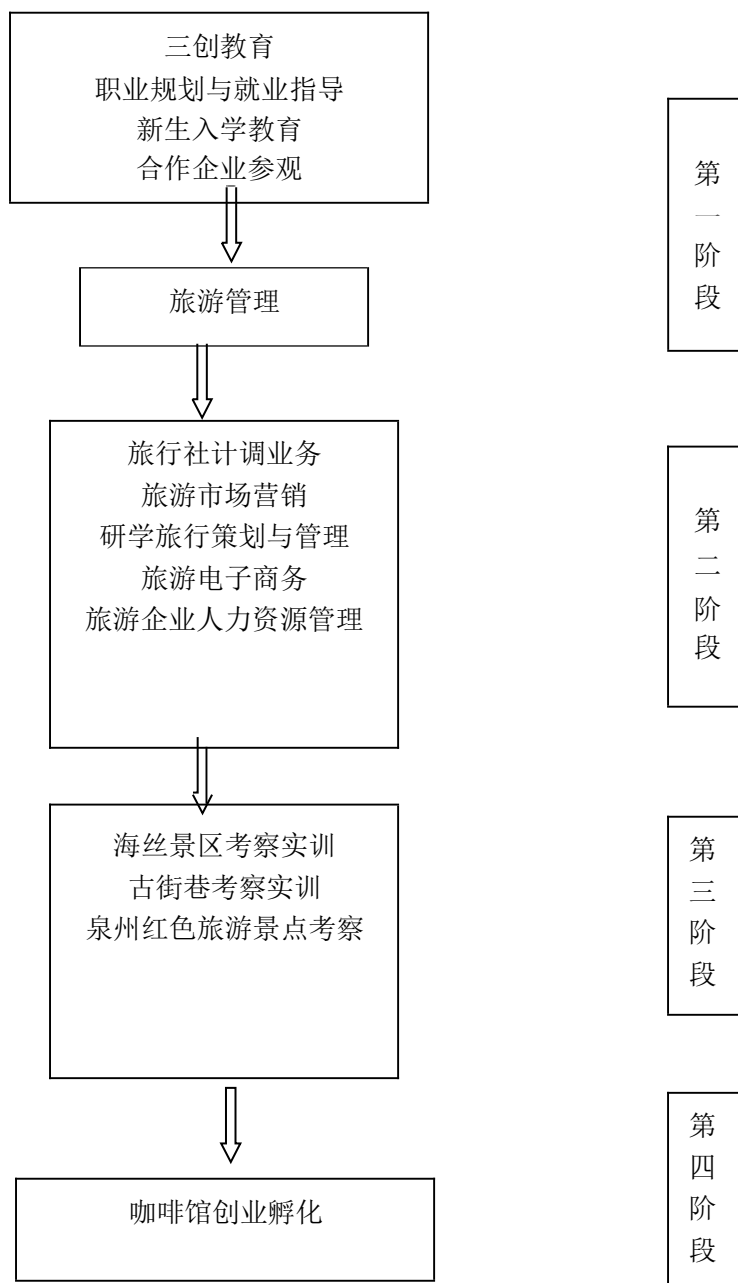 三创教育
职业规划与就业指导
新生入学教育
合作企业参观
第一阶段
旅游管理
旅行社计调业务
旅游市场营销
研学旅行策划与管理
旅游电子商务
旅游企业人力资源管理
第二阶段
海丝景区考察实训
古街巷考察实训
泉州红色旅游景点考察
第三阶段
咖啡馆创业孵化
第四阶段